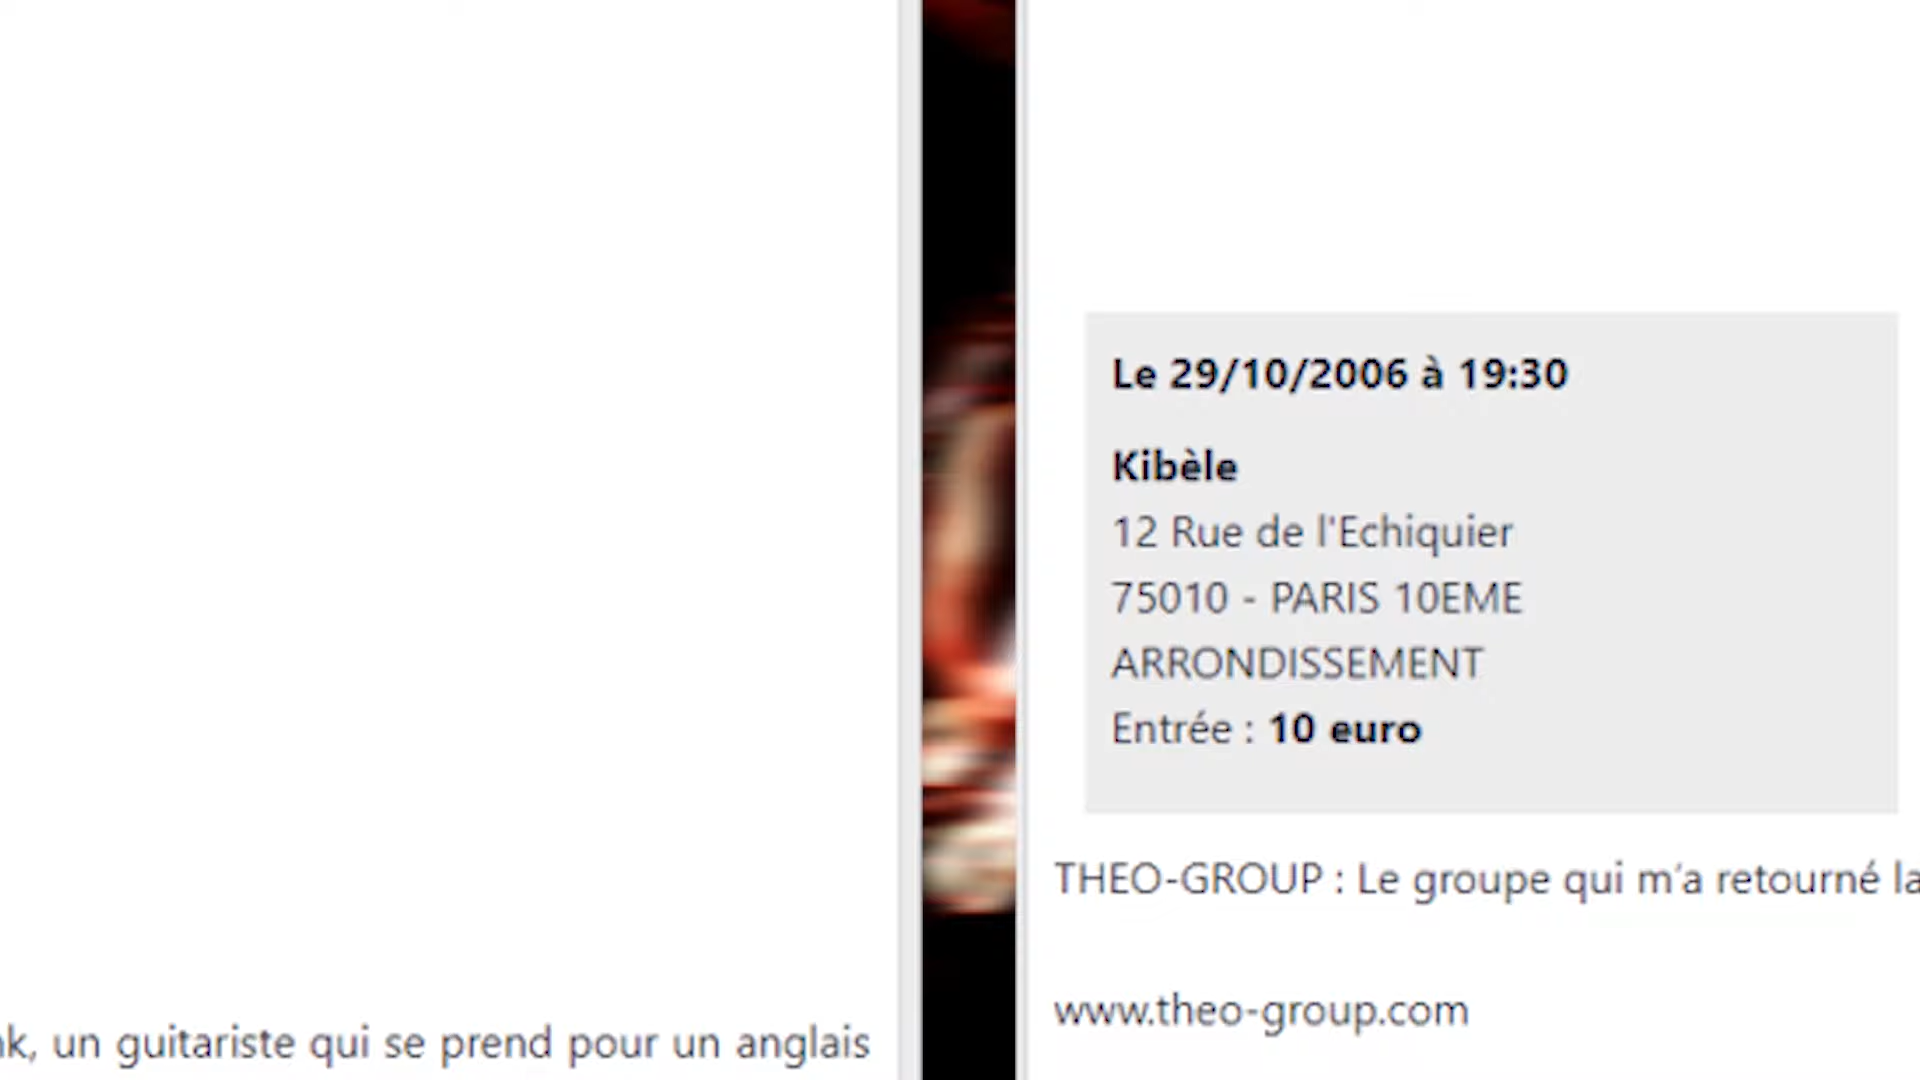 Le 29/10/2006 à 19:30
Kibèle
12 Rue de l'Echiquier
75010 - PARIS 10EME
ARRONDISSEMENT
Entrée : 10 euro
THEO-GROUP : Le groupe qui m’a retourné la
www.theo-group.com
, un guitariste qui se prend pour un anglais